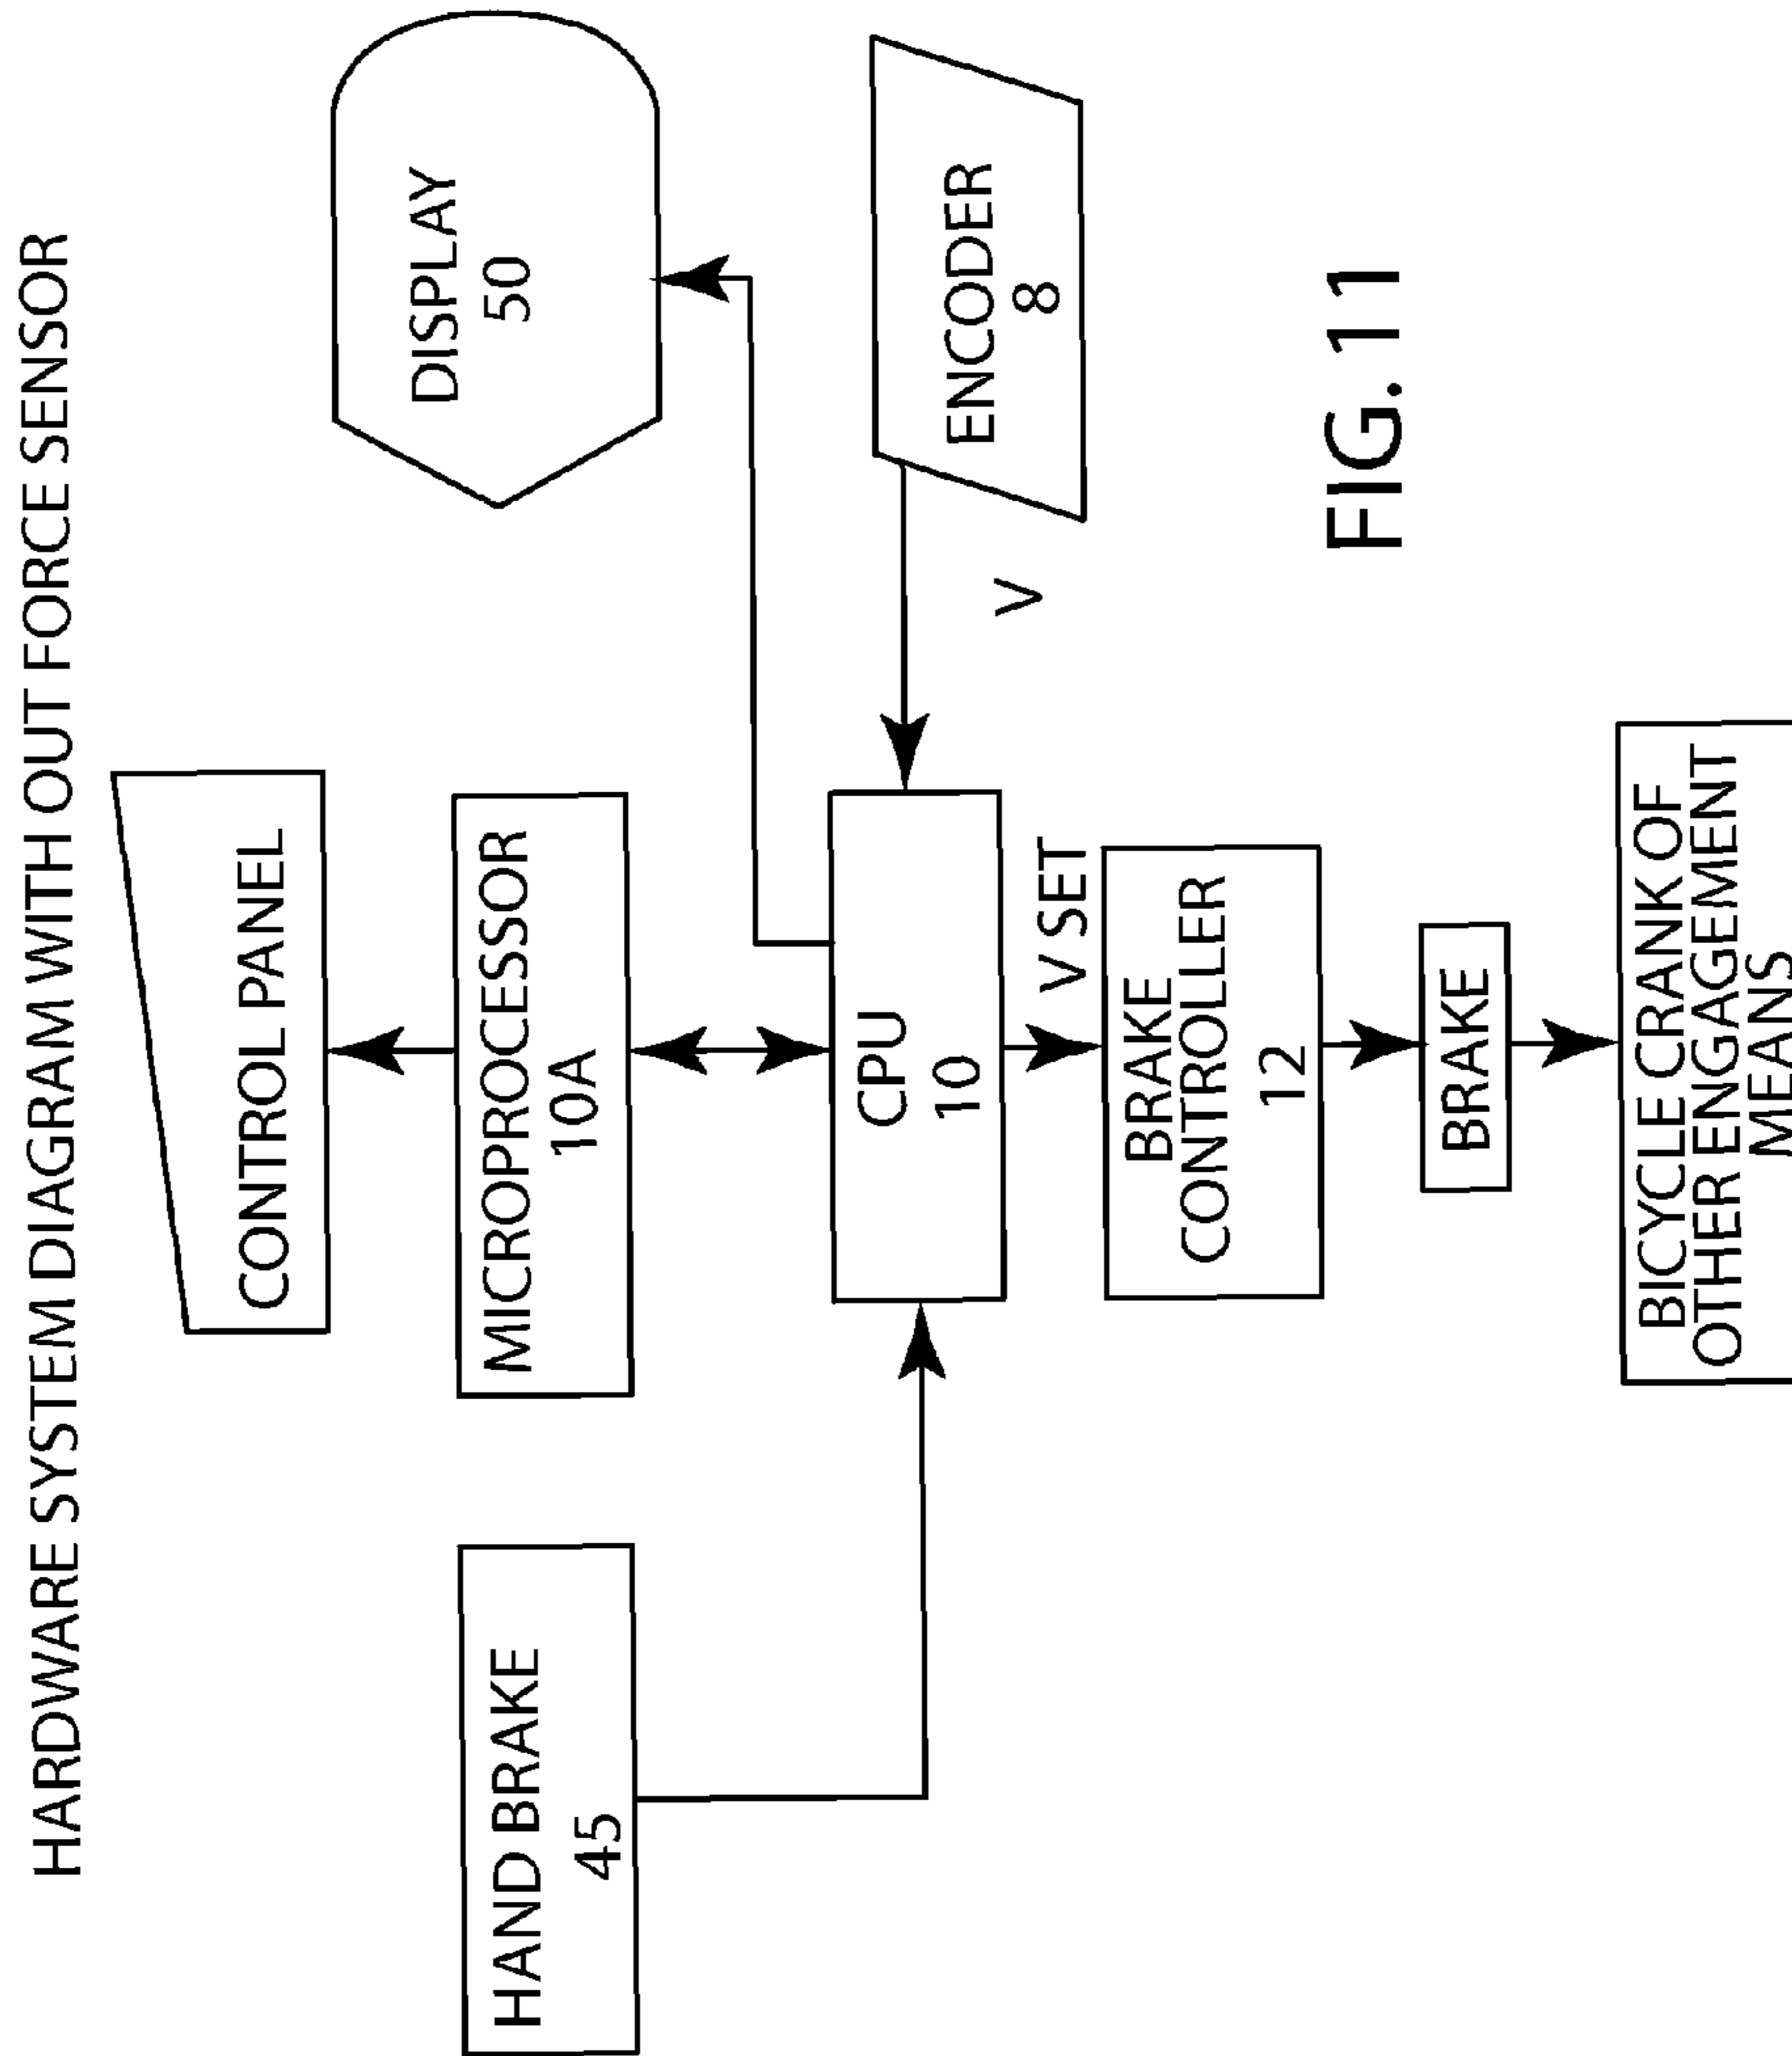 HARDWARE SYSTEM DIAGRAM WITH OUT FORCE SENSOR
CONTROL PANEL
HAND BRAKE
45
MICROPROCESSOR
10A
DISPLAY
50
CPU
10
ENCODER
8
V
V SET
BRAKE
CONTROLLER
12
BRAKE
BICYCLE CRANK OF
OTHER ENGAGEMENT
MEANS
FIG. 11